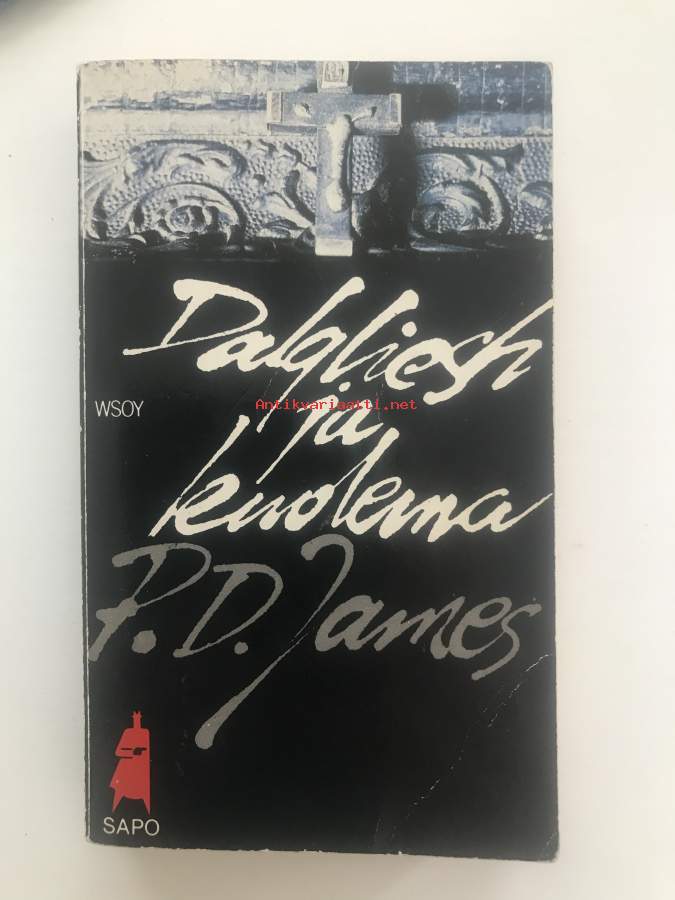 Dalgliesh
WSOY
Antikvariaatti.net
ja
kuolema
P.D. James
SAPO